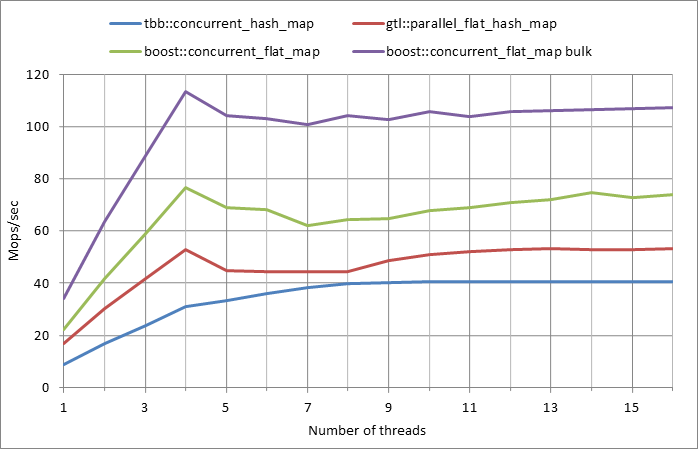 tbb::concurrent_hash_map gtl::parallel_flat_hash_map
boost::concurrent_flat_map boost::concurrent_flat_map bulk
120
100
80
60
40
20
0
Mops/sec
1 3 5 7 9 11 13 15
Number of threads